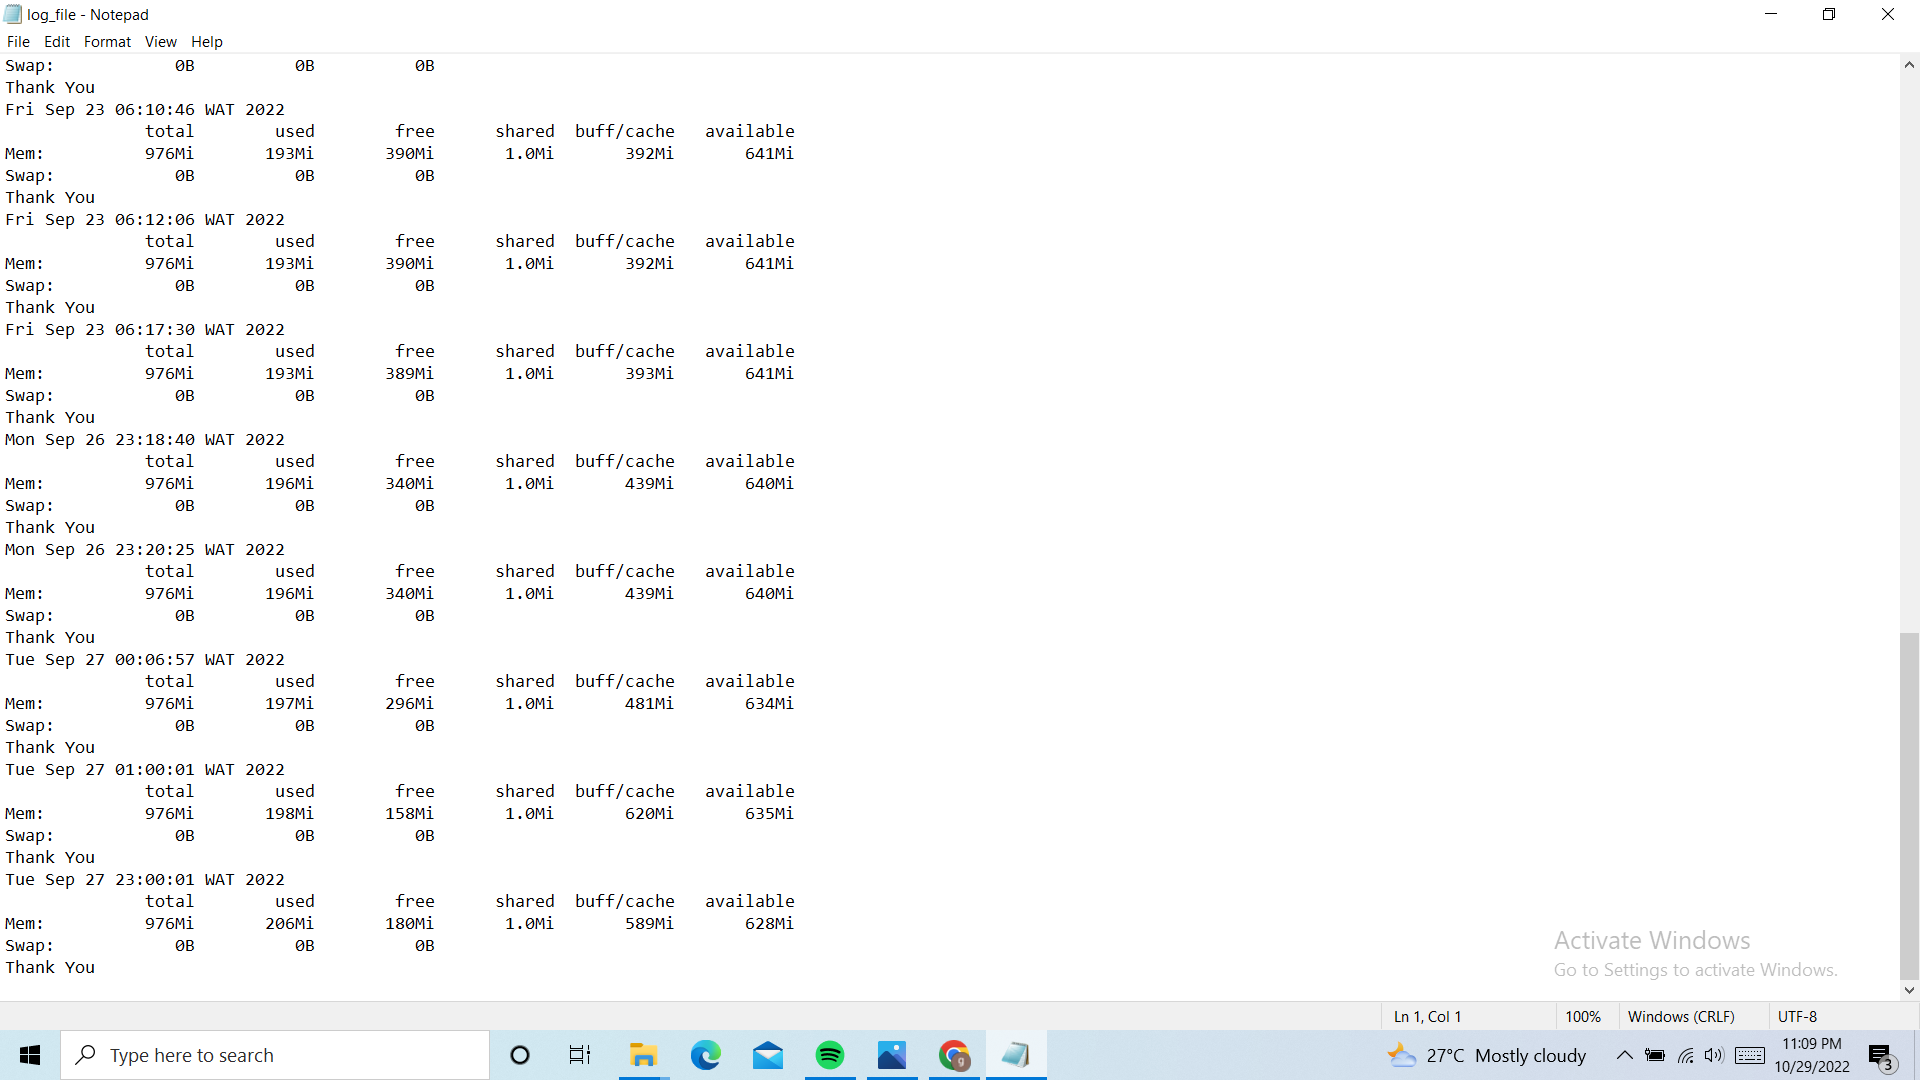 log_file - Notepad
File Edit Format View Help
Swap:            0B          0B          0B
Thank You
Fri Sep 23 06:10:46 WAT 2022
              total        used        free      shared  buff/cache   available
Mem:          976Mi       193Mi       390Mi       1.0Mi       392Mi       641Mi
Swap:            0B          0B          0B
Thank You
Fri Sep 23 06:12:06 WAT 2022
              total        used        free      shared  buff/cache   available
Mem:          976Mi       193Mi       390Mi       1.0Mi       392Mi       641Mi
Swap:            0B          0B          0B
Thank You
Fri Sep 23 06:17:30 WAT 2022
              total        used        free      shared  buff/cache   available
Mem:          976Mi       193Mi       389Mi       1.0Mi       393Mi       641Mi
Swap:            0B          0B          0B
Thank You
Mon Sep 26 23:18:40 WAT 2022
              total        used        free      shared  buff/cache   available
Mem:          976Mi       196Mi       340Mi       1.0Mi       439Mi       640Mi
Swap:            0B          0B          0B
Thank You
Mon Sep 26 23:20:25 WAT 2022
              total        used        free      shared  buff/cache   available
Mem:          976Mi       196Mi       340Mi       1.0Mi       439Mi       640Mi
Swap:            0B          0B          0B
Thank You
Tue Sep 27 00:06:57 WAT 2022
              total        used        free      shared  buff/cache   available
Mem:          976Mi       197Mi       296Mi       1.0Mi       481Mi       634Mi
Swap:            0B          0B          0B
Thank You
Tue Sep 27 01:00:01 WAT 2022
              total        used        free      shared  buff/cache   available
Mem:          976Mi       198Mi       158Mi       1.0Mi       620Mi       635Mi
Swap:            0B          0B          0B
Thank You
Tue Sep 27 23:00:01 WAT 2022
              total        used        free      shared  buff/cache   available
Mem:          976Mi       206Mi       180Mi       1.0Mi       589Mi       628Mi
Swap:            0B          0B          0B
Thank You
Activate Windows
Go to Settings to activate Windows.
Ln 1, Col 1 100% Windows (CRLF) UTF-8
Type here to search
g
27°C Mostly cloudy
11:09 PM
10/29/2022
3